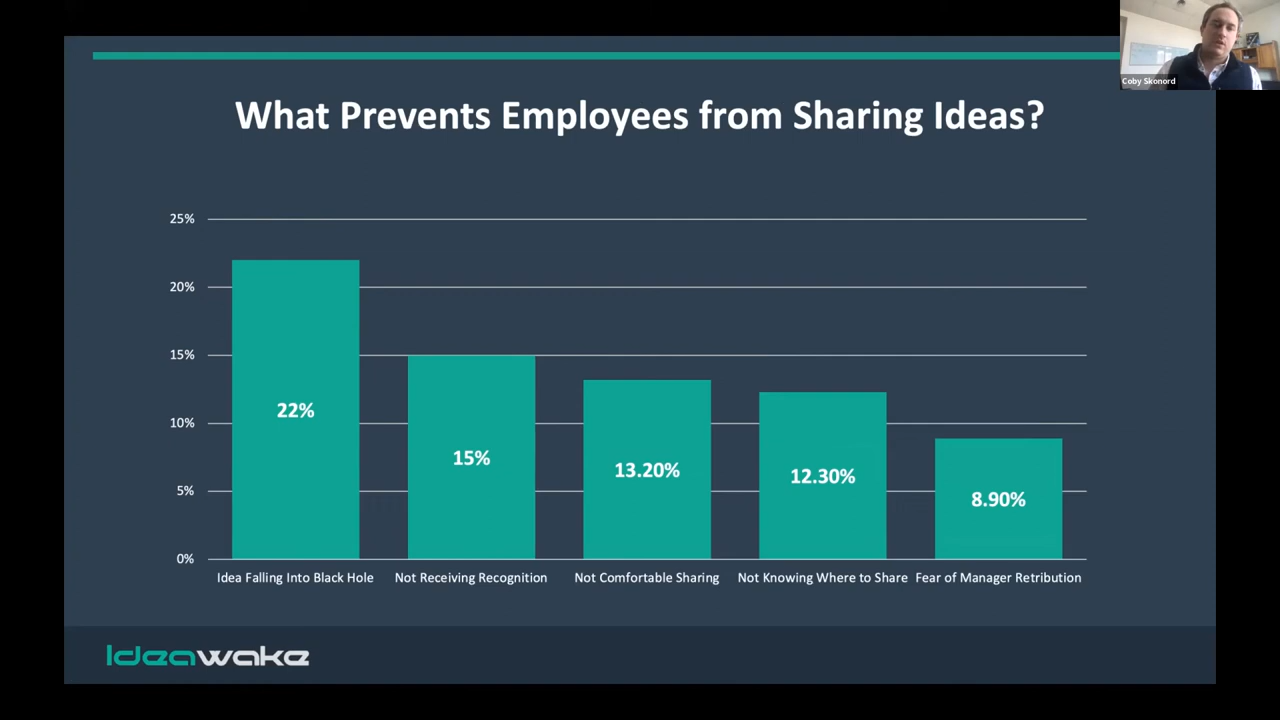 Coby Skonord
What Prevents Employees from Sharing Ideas?
25%
20%
15%
10%
5%
0%
22%
15%
13.20%
12.30%
8.90%
Idea Falling Into Black Hole
Not Receiving Recognition
Not Comfortable Sharing
Not Knowing Where to Share
Fear of Manager Retribution
Ideawake